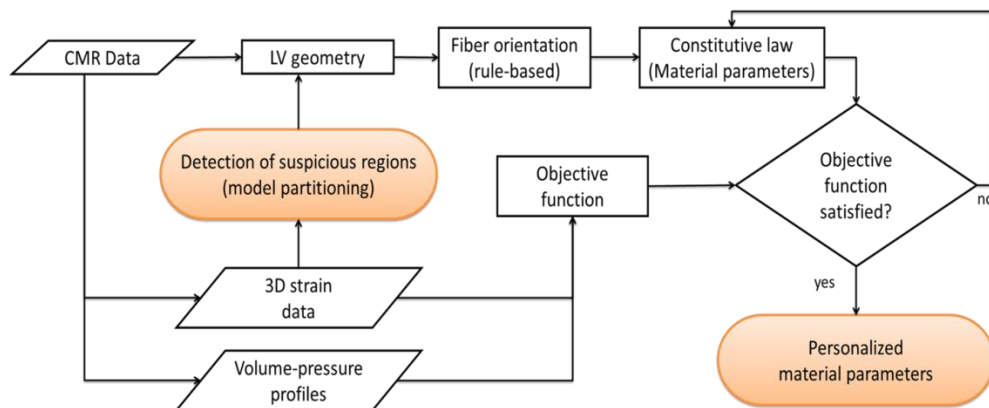 CMR Data
LV geometry
Fiber orientation
(rule-based)
Constitutive law
(Material parameters)
Detection of suspicious regions
(model partitioning)
Objective
function
Objective
function
satisfied?
no
3D strain
data
yes
Volume-pressure
profiles
Personalized
material parameters